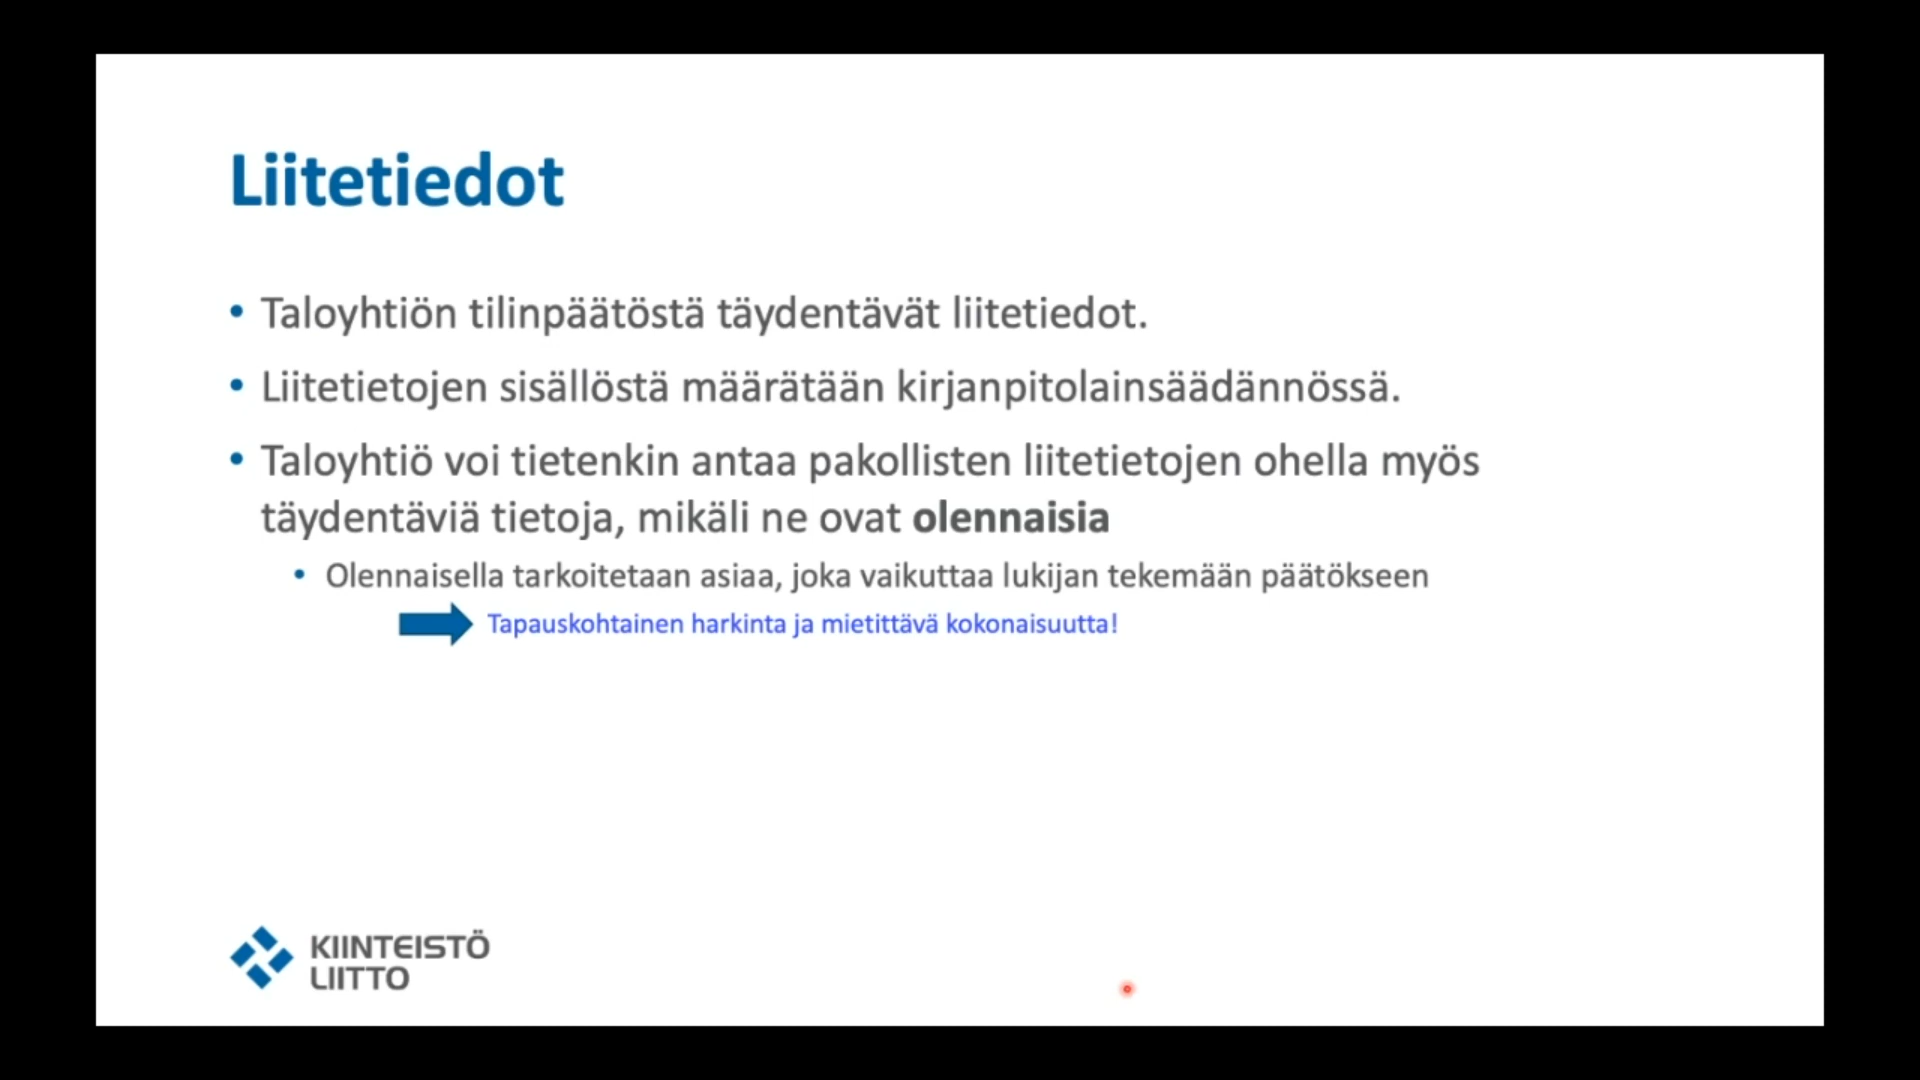 Liitetiedot
• Taloyhtiön tilinpäätöstä täydentävät liitetiedot.
• Liitetietojen sisällöstä määrätään kirjanpitolainsäädännössä.
• Taloyhtiö voi tietenkin antaa pakollisten liitetietojen ohella myös
täydentäviä tietoja, mikäli ne ovat olennaisia
• Olennaisella tarkoitetaan asiaa, joka vaikuttaa lukijan tekemään päätökseen
Tapauskohtainen harkinta ja mietittävä kokonaisuutta!
KIINTEISTÖ
LIITTO